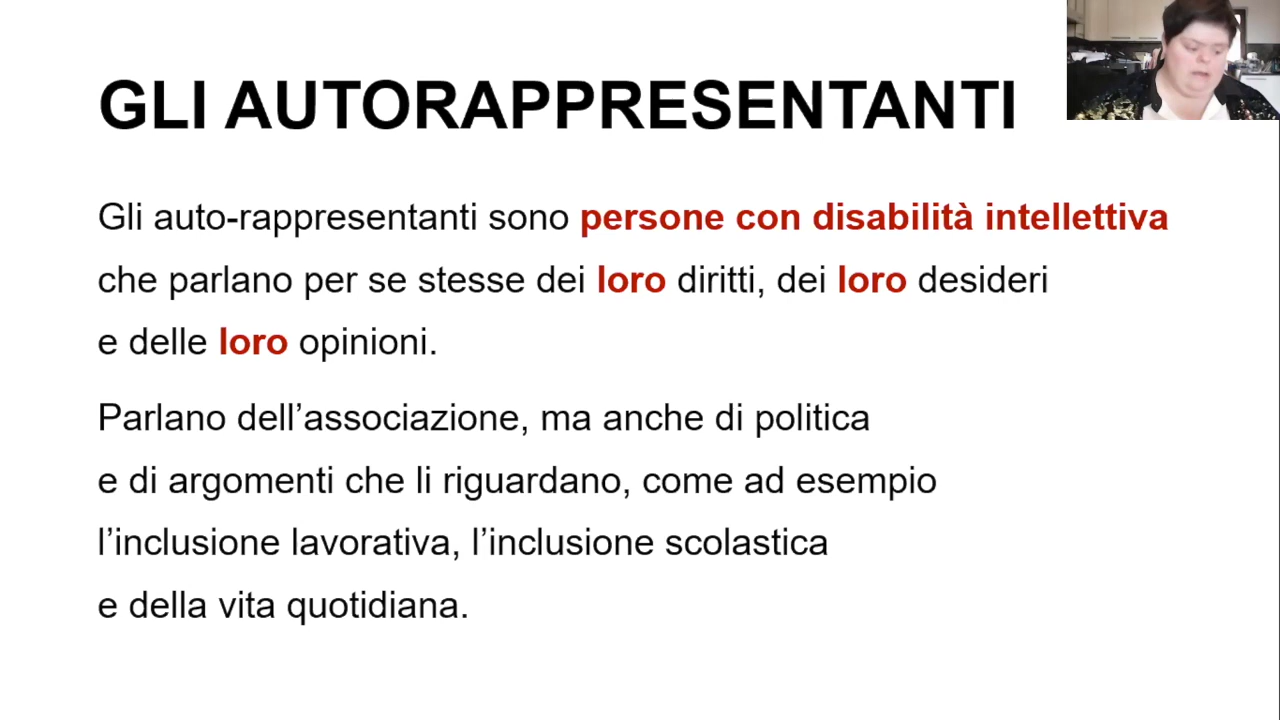 GLI AUTORAPPRESENTANTI
Gli auto-rappresentanti sono persone con disabilità intellettiva
che parlano per se stesse dei loro diritti, dei loro desideri
e delle loro opinioni.
Parlano dell’associazione, ma anche di politica
e di argomenti che li riguardano, come ad esempio
l’inclusione lavorativa, l’inclusione scolastica
e della vita quotidiana.